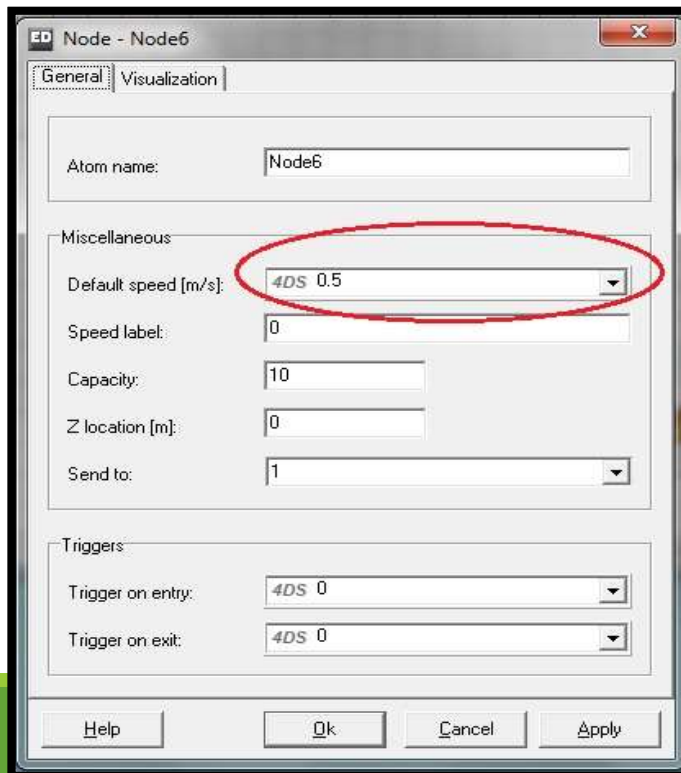 ED Node - Node6
General Visualization
Atom name: Node6
Miscellaneous
Default speed [m/s]: 4DS 0.5
Speed label: 0
Capacity: 10
Z location [m]: 0
Send to: 1
Triggers
Trigger on entry: 4DS 0
Trigger on exit: 4DS 0
Help Ok Cancel Apply